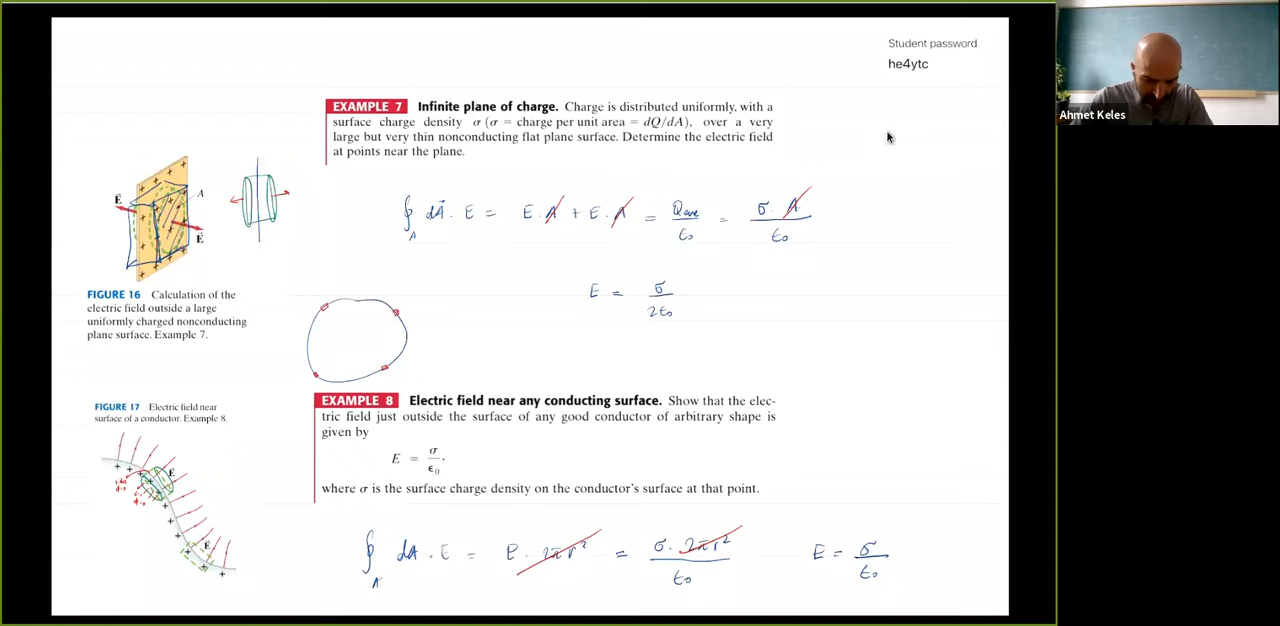 Student password
he4ytc
Ahmet Keles
EXAMPLE 7 Infinite plane of charge. Charge is distributed uniformly, with a
surface charge density σ (σ = charge per unit area = dQ/dA), over a very
large but very thin nonconducting flat plane surface. Determine the electric field
at points near the plane.
A
E⃗
E⃗
∮ dA⃗ . E = E.A + E.A = Qenc/ε₀ = σ.A/ε₀
A
E = σ/2ε₀
FIGURE 16 Calculation of the
electric field outside a large
uniformly charged nonconducting
plane surface. Example 7.
EXAMPLE 8 Electric field near any conducting surface. Show that the elec-
tric field just outside the surface of any good conductor of arbitrary shape is
given by
E = σ/ϵ₀,
where σ is the surface charge density on the conductor's surface at that point.
FIGURE 17 Electric field near
surface of a conductor. Example 8.
E⃗
E⃗
∮ dA . E = E . 2πr² = σ. 2πr²/ε₀ E = σ/ε₀
A